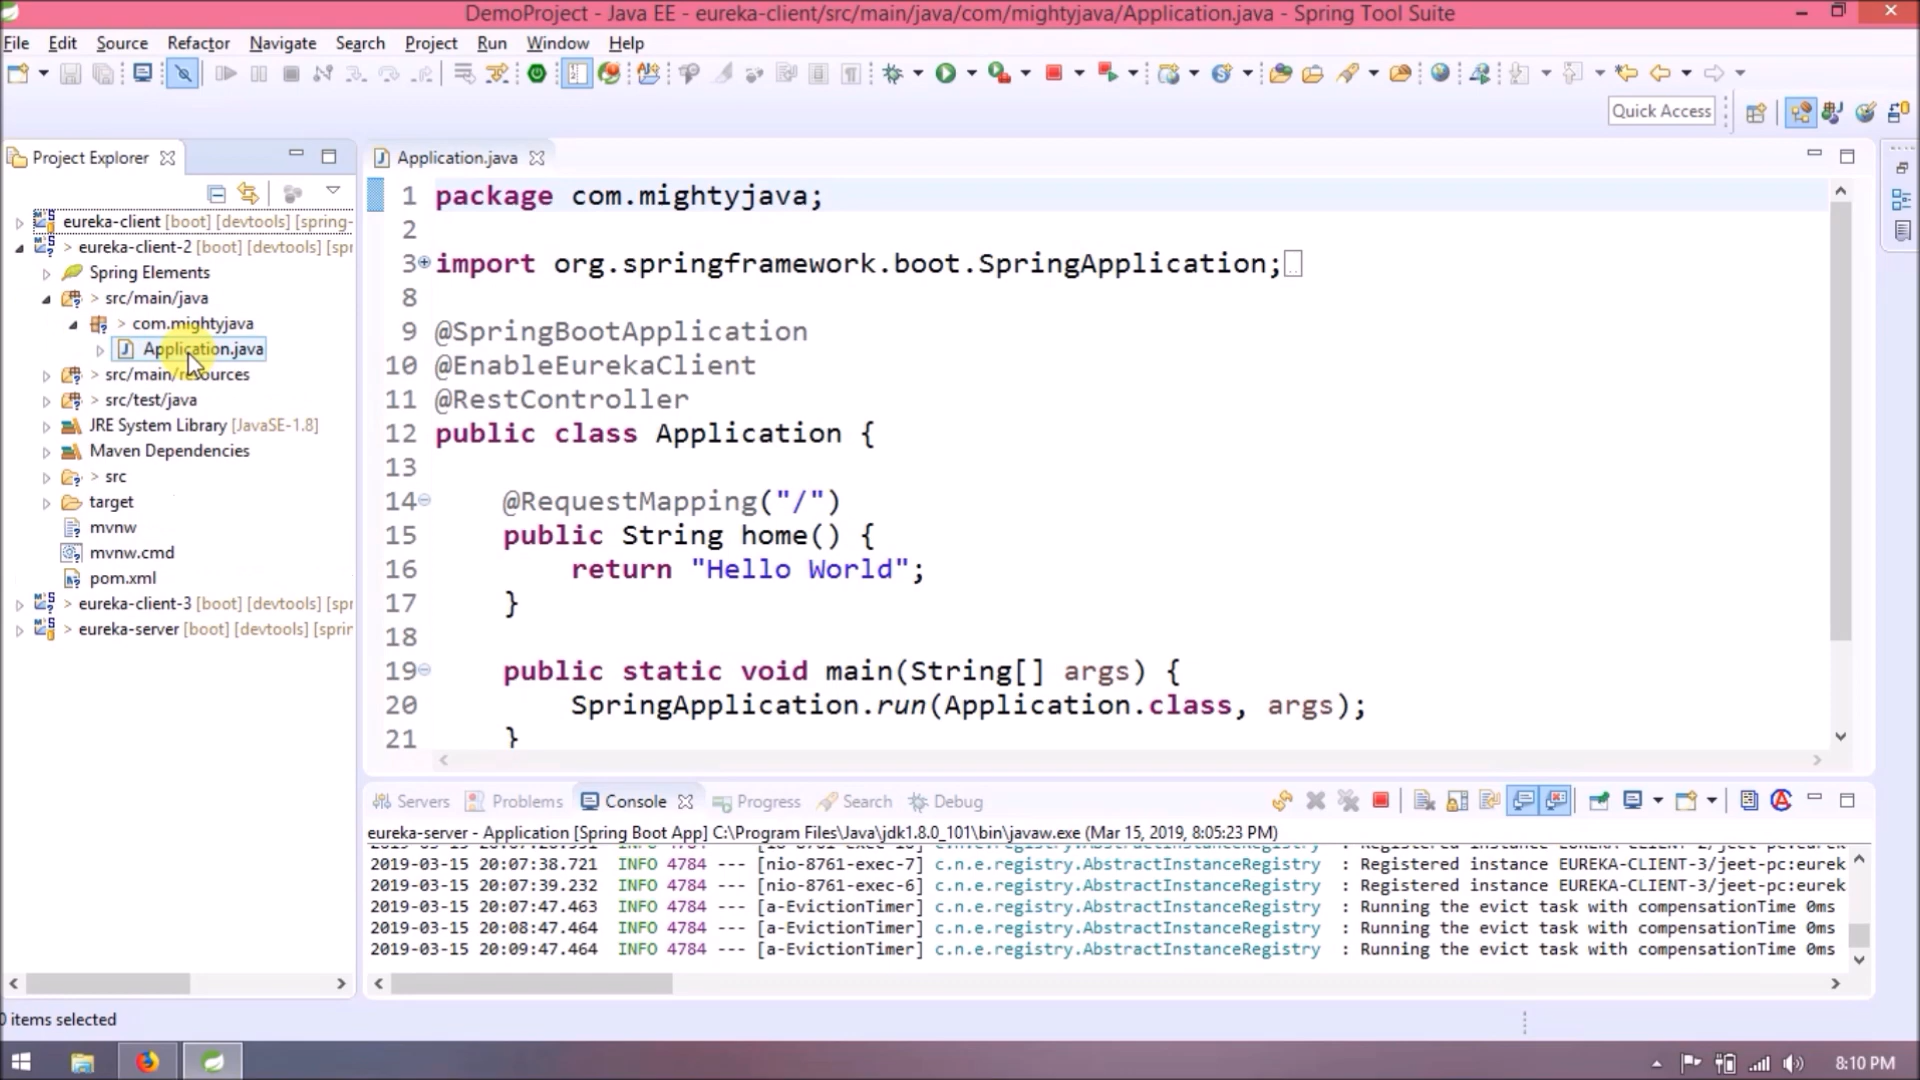 DemoProject - Java EE - eureka-client/src/main/java/com/mightyjava/Application.java - Spring Tool Suite
File Edit Source Refactor Navigate Search Project Run Window Help
Quick Access
Project Explorer
eureka-client [boot] [devtools] [spring-
> eureka-client-2 [boot] [devtools] [spr
Spring Elements
> src/main/java
> com.mightyjava
Application.java
> src/main/resources
> src/test/java
JRE System Library [JavaSE-1.8]
Maven Dependencies
> src
target
mvnw
mvnw.cmd
pom.xml
> eureka-client-3 [boot] [devtools] [spr
> eureka-server [boot] [devtools] [sprin
Application.java
1 package com.mightyjava;
2
3 import org.springframework.boot.SpringApplication;
8
9 @SpringBootApplication
10 @EnableEurekaClient
11 @RestController
12 public class Application {
13
14 @RequestMapping("/")
15 public String home() {
16 return "Hello World";
17 }
18
19 public static void main(String[] args) {
20 SpringApplication.run(Application.class, args);
21 }
Servers Problems Console Progress Search Debug
eureka-server - Application [Spring Boot App] C:\Program Files\Java\jdk1.8.0_101\bin\javaw.exe (Mar 15, 2019, 8:05:23 PM)
2019-03-15 20:07:38.721 INFO 4784 --- [nio-8761-exec-7] c.n.e.registry.AbstractInstanceRegistry : Registered instance EUREKA-CLIENT-3/jeet-pc:eurek
2019-03-15 20:07:39.232 INFO 4784 --- [nio-8761-exec-6] c.n.e.registry.AbstractInstanceRegistry : Registered instance EUREKA-CLIENT-3/jeet-pc:eurek
2019-03-15 20:07:47.463 INFO 4784 --- [a-EvictionTimer] c.n.e.registry.AbstractInstanceRegistry : Running the evict task with compensationTime 0ms
2019-03-15 20:08:47.464 INFO 4784 --- [a-EvictionTimer] c.n.e.registry.AbstractInstanceRegistry : Running the evict task with compensationTime 0ms
2019-03-15 20:09:47.464 INFO 4784 --- [a-EvictionTimer] c.n.e.registry.AbstractInstanceRegistry : Running the evict task with compensationTime 0ms
0 items selected
8:10 PM